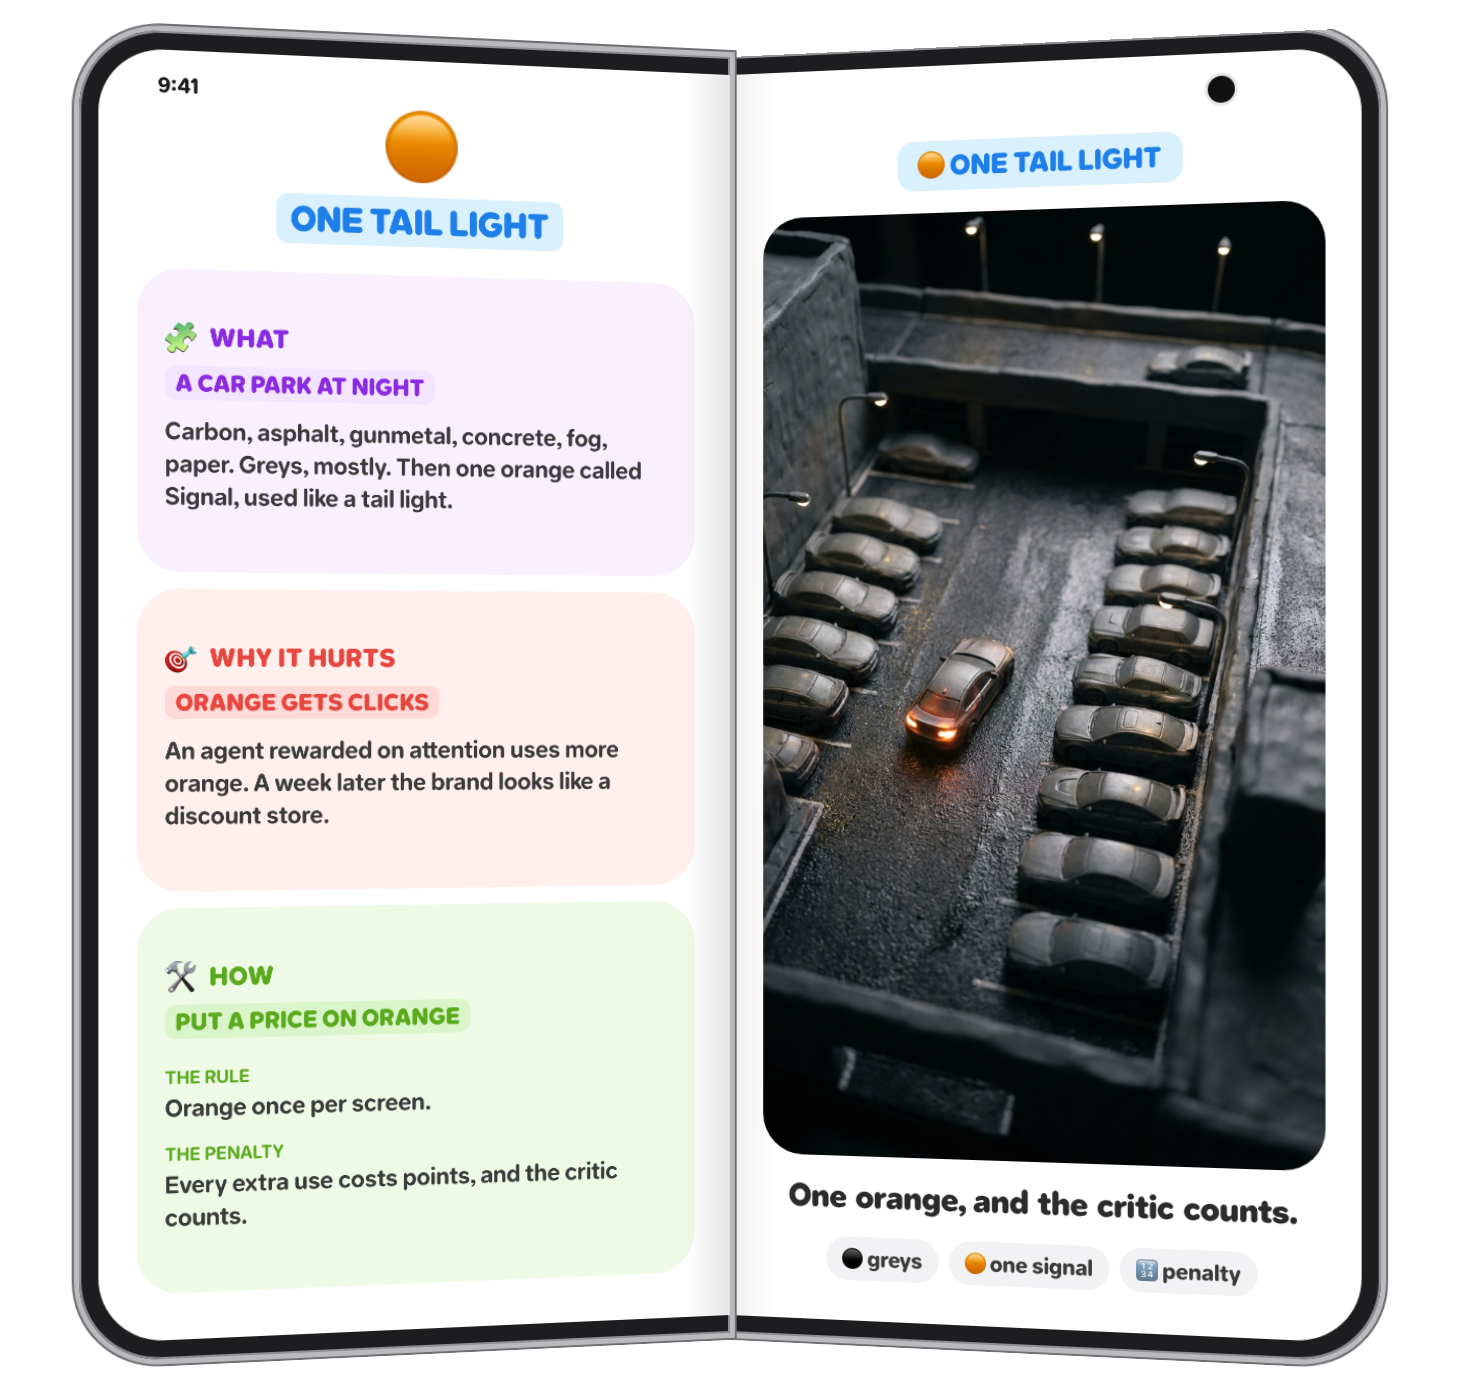 9:41
ONE TAIL LIGHT
WHAT
A CAR PARK AT NIGHT
Carbon, asphalt, gunmetal, concrete, fog,
paper. Greys, mostly. Then one orange called
Signal, used like a tail light.
WHY IT HURTS
ORANGE GETS CLICKS
An agent rewarded on attention uses more
orange. A week later the brand looks like a
discount store.
HOW
PUT A PRICE ON ORANGE
THE RULE
Orange once per screen.
THE PENALTY
Every extra use costs points, and the critic
counts.
ONE TAIL LIGHT
One orange, and the critic counts.
greys
one signal
1234 penalty